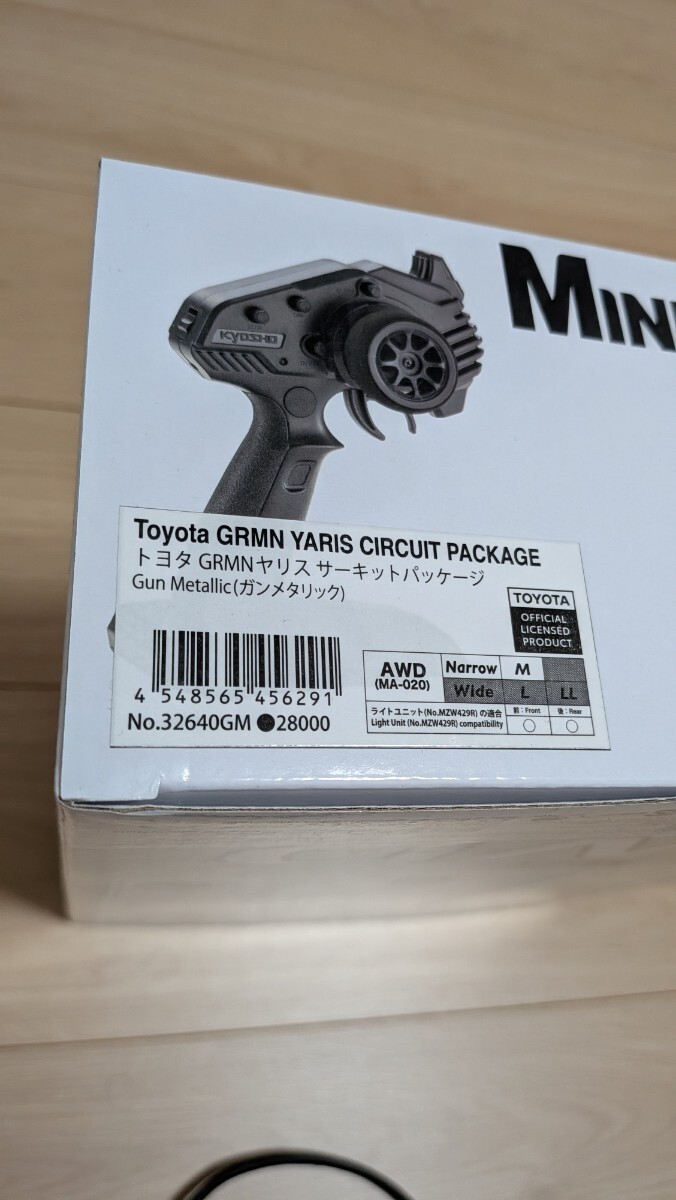 MIN
KYOSHO
Toyota GRMN YARIS CIRCUIT PACKAGE
トヨタ GRMNヤリス サーキットパッケージ
Gun Metallic(ガンメタリック)
TOYOTA
OFFICIAL
LICENSED
PRODUCT
4 548565 456291
No.32640GM ●28000
AWD
(MA-020)
Narrow M
Wide L LL
ライトユニット(No.MZW429R) の適合
Light Unit (No.MZW429R) compatibility
前：Front 後：Rear
○ ○